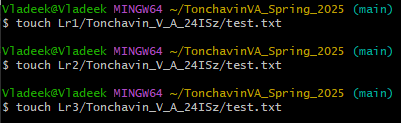 Vladeek@Vladeek MINGW64 ~/TonchavinVA_Spring_2025 (main)
$ touch Lr1/Tonchavin_V_A_24ISz/test.txt
Vladeek@Vladeek MINGW64 ~/TonchavinVA_Spring_2025 (main)
$ touch Lr2/Tonchavin_V_A_24ISz/test.txt
Vladeek@Vladeek MINGW64 ~/TonchavinVA_Spring_2025 (main)
$ touch Lr3/Tonchavin_V_A_24ISz/test.txt